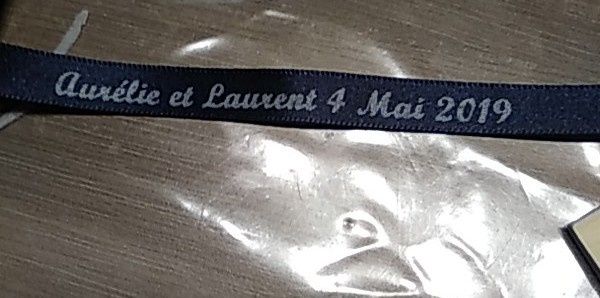 Aurélie et Laurent 4 Mai 2019